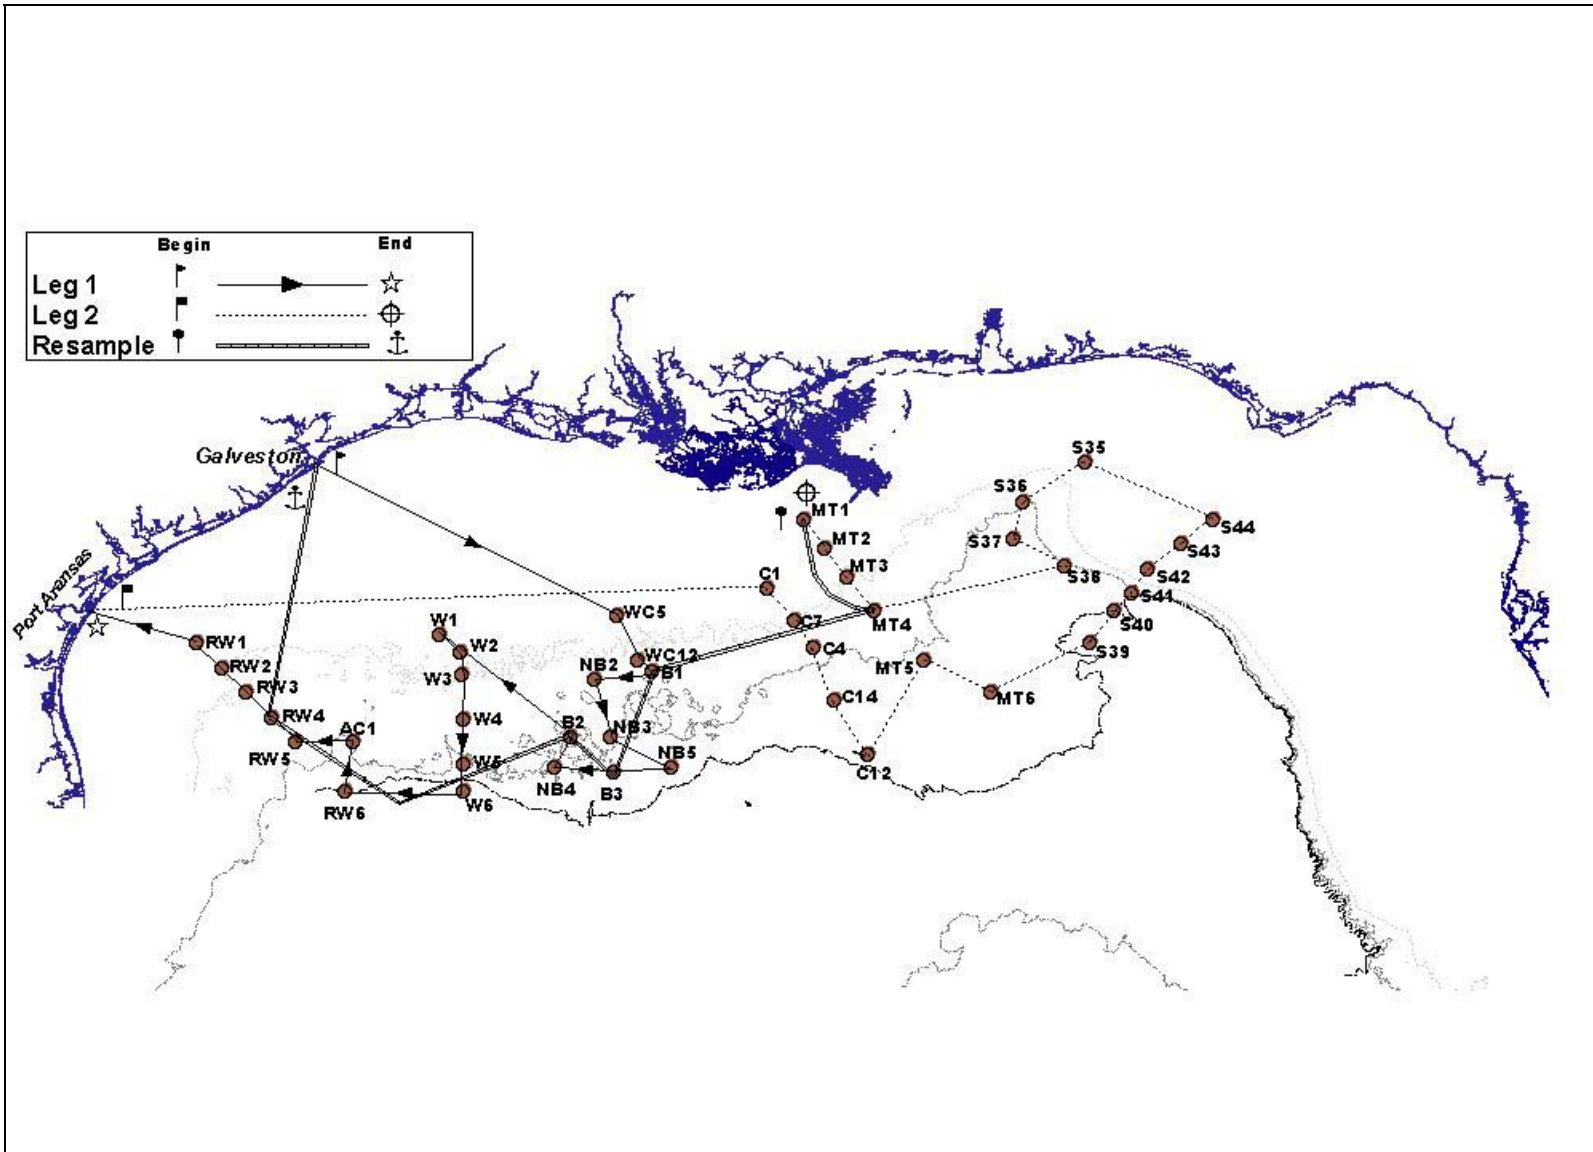 Begin End
Leg 1
Leg 2
Resample
Galveston
Port Aransas
S35
S36
S44
MT1
S37
S43
MT2
MT3
S38
S42
C1
S41
WC5
C7
MT4
S40
W1
RW1
W2
C4
S39
RW2
WC12
MT5
W3
NB2
B1
RW3
MT6
RW4
W4
C14
AC1
B2
NB3
RW5
W5
NB5
NB4
C12
B3
W6
RW6